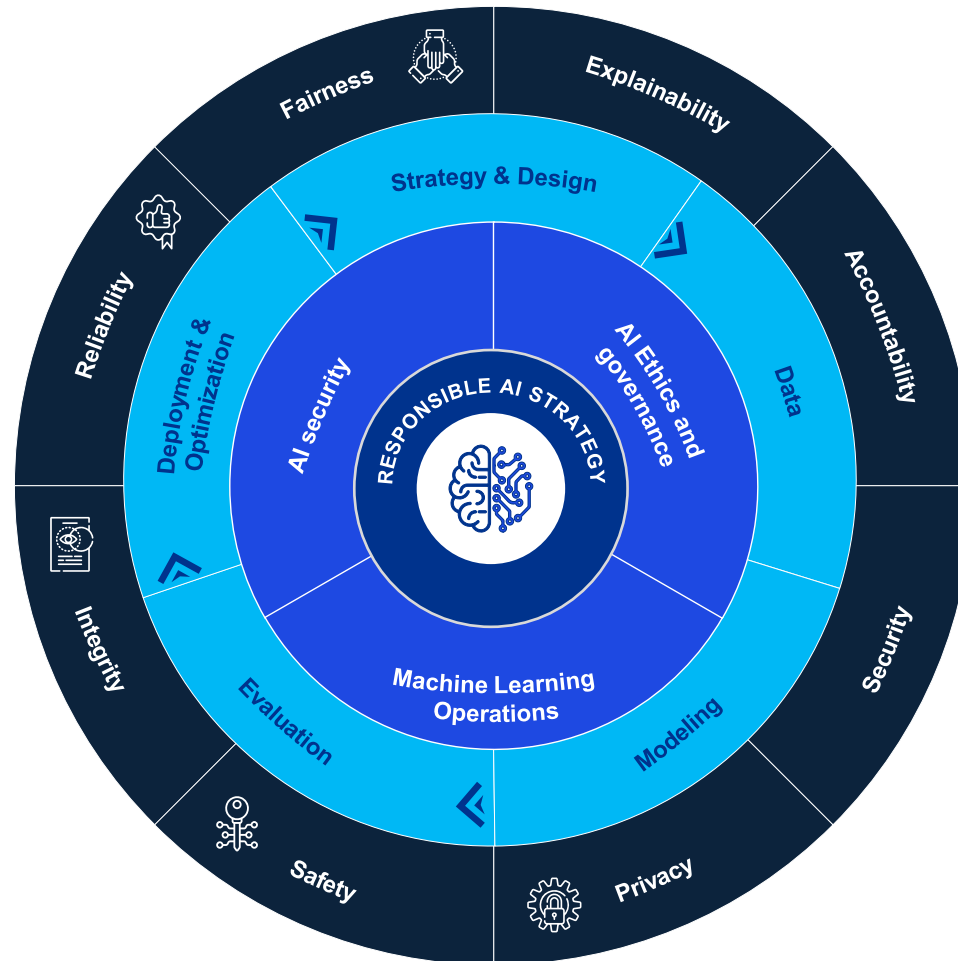 Fairness
Explainability
Accountability
Security
Privacy
Safety
Integrity
Reliability
Strategy & Design
Data
Modeling
Evaluation
Deployment &
Optimization
AI security
AI Ethics and
governance
Machine Learning
Operations
RESPONSIBLE AI STRATEGY